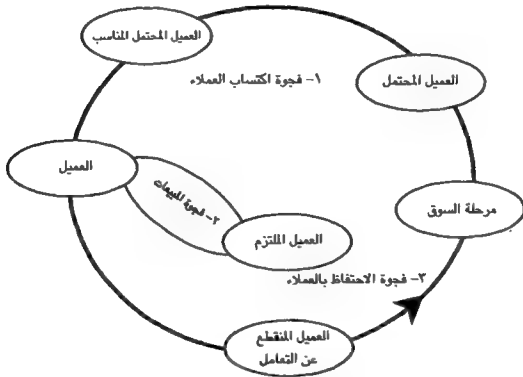 العميل المحتمل المناسب
١- فجوة اكتساب العملاء
العميل المحتمل
العميل
٢- فجوة المبيعات
العميل الملتزم
مرحلة السوق
٣- فجوة الاحتفاظ بالعملاء
العميل المنقطع
عن التعامل